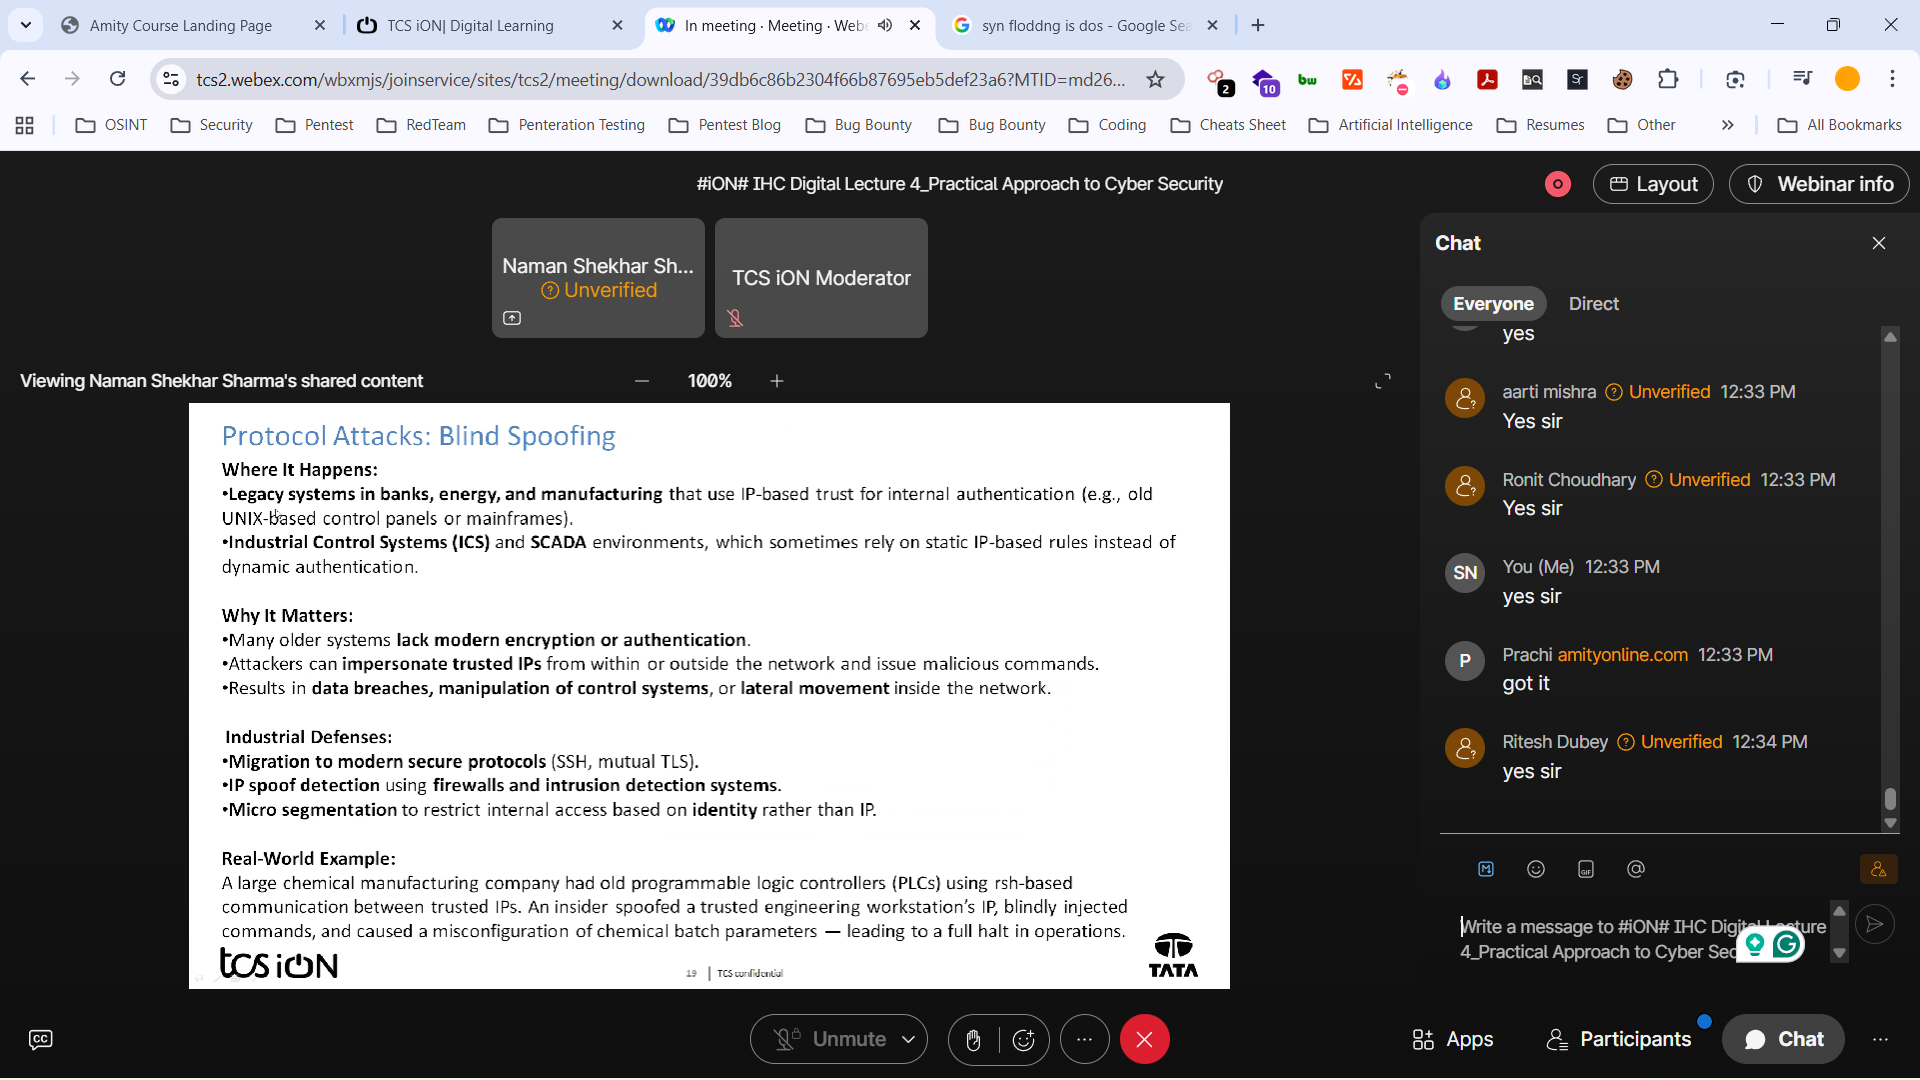 Amity Course Landing Page
TCS iON| Digital Learning
In meeting · Meeting · Webe
syn floddng is dos - Google Sea
tcs2.webex.com/wbxmjs/joinservice/sites/tcs2/meeting/download/39db6c86b2304f66b87695eb5def23a6?MTID=md26...
2
10
bw
Sr
OSINT
Security
Pentest
RedTeam
Penteration Testing
Pentest Blog
Bug Bounty
Bug Bounty
Coding
Cheats Sheet
Artificial Intelligence
Resumes
Other
All Bookmarks
#iON# IHC Digital Lecture 4_Practical Approach to Cyber Security
Layout
Webinar info
Naman Shekhar Sh...
Unverified
TCS iON Moderator
Viewing Naman Shekhar Sharma's shared content
100%
Protocol Attacks: Blind Spoofing
Where It Happens:
•Legacy systems in banks, energy, and manufacturing that use IP-based trust for internal authentication (e.g., old
UNIX-based control panels or mainframes).
•Industrial Control Systems (ICS) and SCADA environments, which sometimes rely on static IP-based rules instead of
dynamic authentication.
Why It Matters:
•Many older systems lack modern encryption or authentication.
•Attackers can impersonate trusted IPs from within or outside the network and issue malicious commands.
•Results in data breaches, manipulation of control systems, or lateral movement inside the network.
Industrial Defenses:
•Migration to modern secure protocols (SSH, mutual TLS).
•IP spoof detection using firewalls and intrusion detection systems.
•Micro segmentation to restrict internal access based on identity rather than IP.
Real-World Example:
A large chemical manufacturing company had old programmable logic controllers (PLCs) using rsh-based
communication between trusted IPs. An insider spoofed a trusted engineering workstation's IP, blindly injected
commands, and caused a misconfiguration of chemical batch parameters — leading to a full halt in operations.
tcs iON
19 | TCS confidential
TATA
Chat
Everyone
Direct
yes
aarti mishra Unverified 12:33 PM
Yes sir
Ronit Choudhary Unverified 12:33 PM
Yes sir
SN
You (Me) 12:33 PM
yes sir
P
Prachi amityonline.com 12:33 PM
got it
Ritesh Dubey Unverified 12:34 PM
yes sir
M
GIF
@
Write a message to #iON# IHC Digital Lecture
4_Practical Approach to Cyber Sec
CC
Unmute
Apps
Participants
Chat